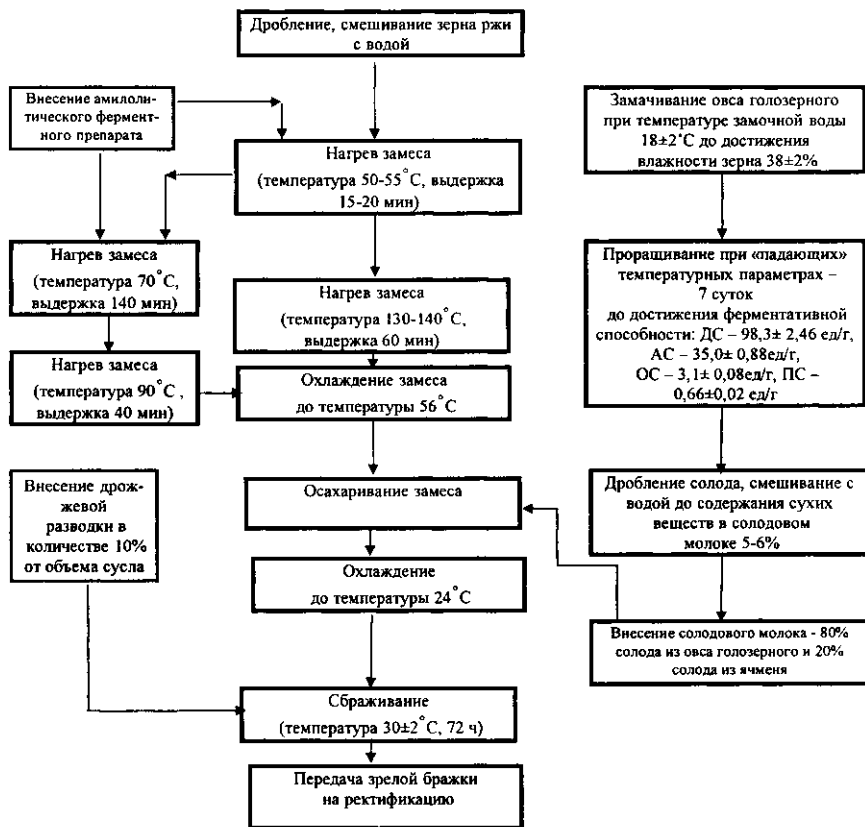 Дробление, смешивание зерна ржи
с водой
Внесение амилоли-
тического фермент-
ного препарата
Нагрев замеса
(температура 50-55°С, выдержка
15-20 мин)
Нагрев замеса
(температура 70°С,
выдержка 140 мин)
Нагрев замеса
(температура 130-140°С,
выдержка 60 мин)
Нагрев замеса
(температура 90°С ,
выдержка 40 мин)
Охлаждение замеса
до температуры 56°С
Внесение дрож-
жевой
разводки в
количестве 10%
от объема сусла
Осахаривание замеса
Охлаждение
до температуры 24°С
Сбраживание
(температура 30±2°С, 72 ч)
Передача зрелой бражки
на ректификацию
Замачивание овса голозерного
при температуре замочной воды
18±2°С до достижения
влажности зерна 38±2%
Проращивание при «падающих»
температурных параметрах –
7 суток
до достижения ферментативной
способности: ДС – 98,3± 2,46 ед/г,
АС – 35,0± 0,88ед/г,
ОС – 3,1± 0,08ед/г, ПС –
0,66±0,02 ед/г
Дробление солода, смешивание с
водой до содержания сухих
веществ в солодовом
молоке 5-6%
Внесение солодового молока - 80%
солода из овса голозерного и 20%
солода из ячменя